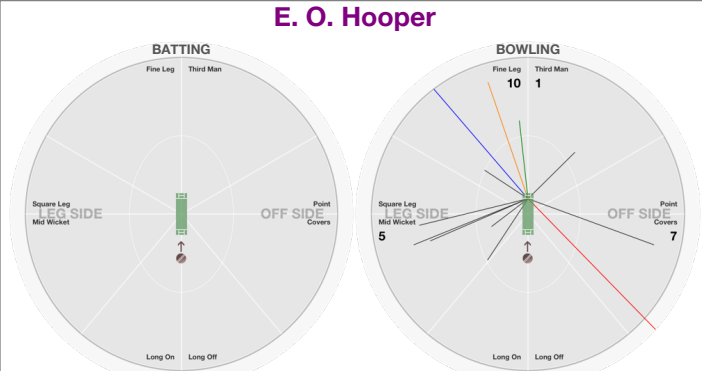 E. O. Hooper
BATTING
BOWLING
Fine Leg Third Man
Fine Leg Third Man
10 1
Square Leg
Point
LEG SIDE
OFF SIDE
Mid Wicket
Covers
Square Leg
Point
LEG SIDE
OFF SIDE
Mid Wicket
Covers
5
7
Long On Long Off
Long On Long Off